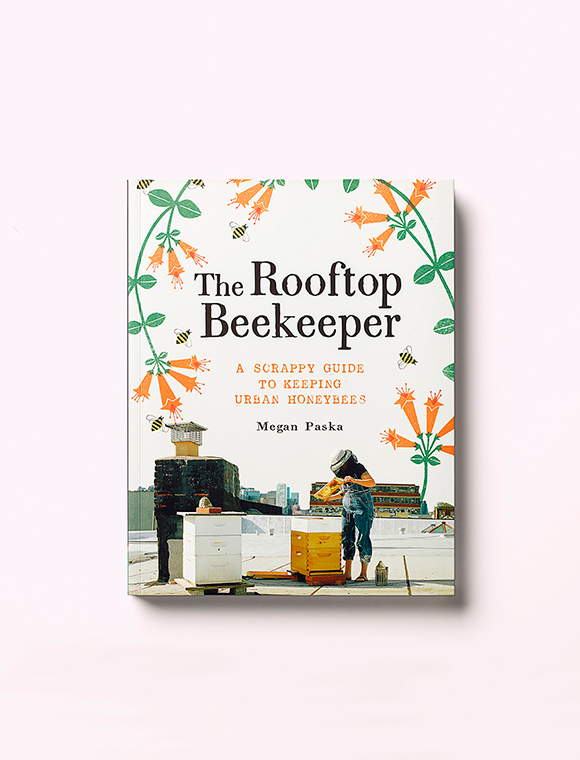 The Rooftop
Beekeeper
A SCRAPPY GUIDE
TO KEEPING
URBAN HONEYBEES
Megan Paska